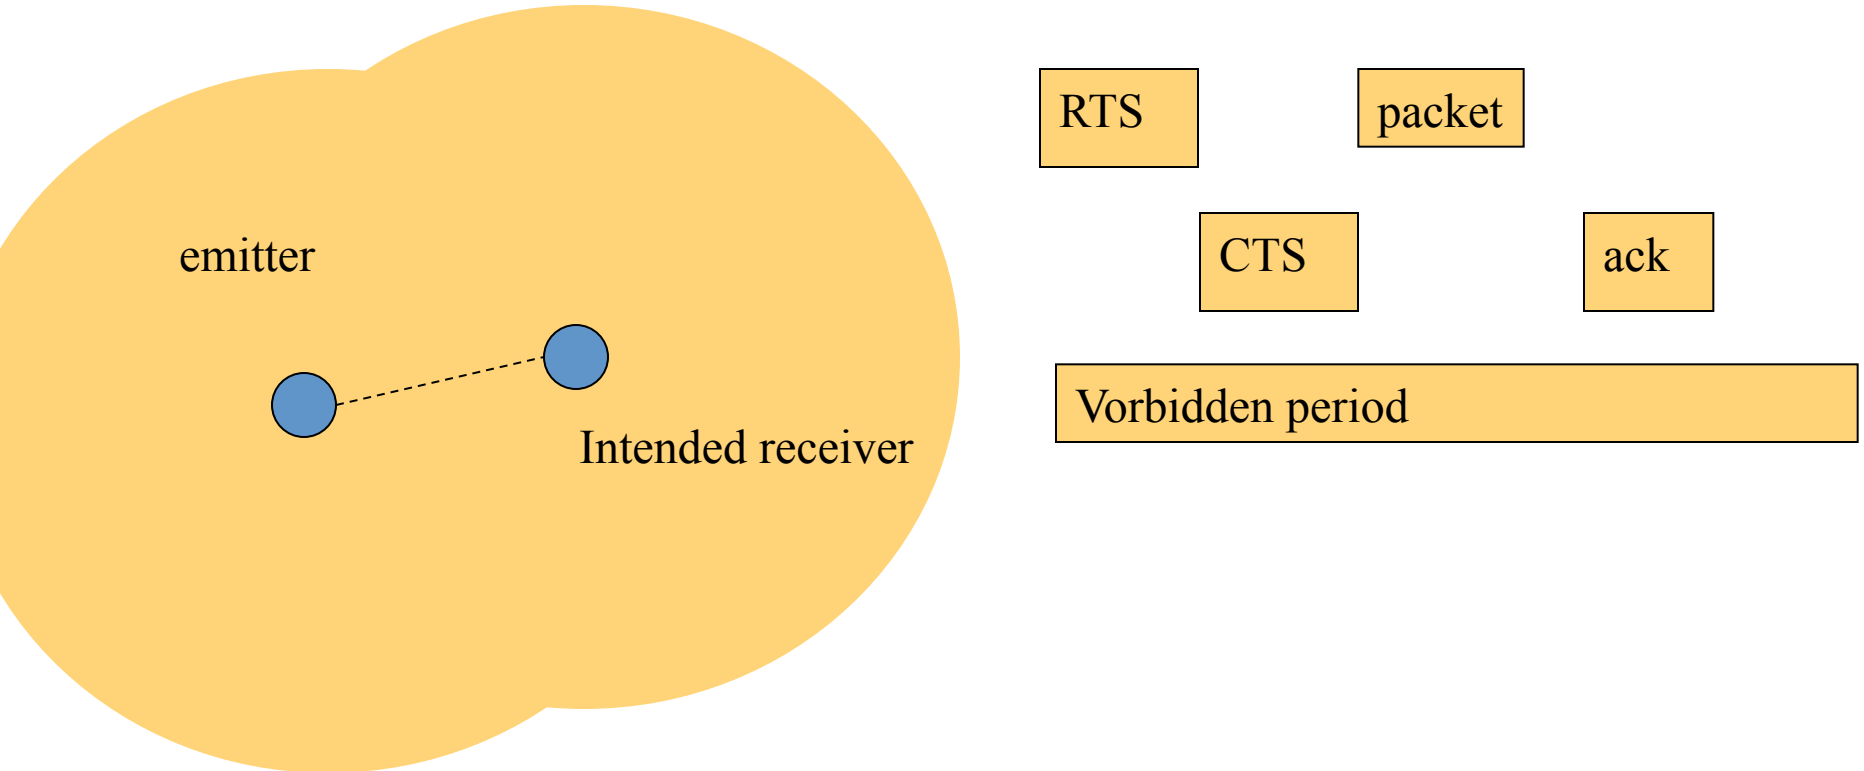 RTS
packet
emitter
CTS
ack
Vorbidden period
Intended receiver